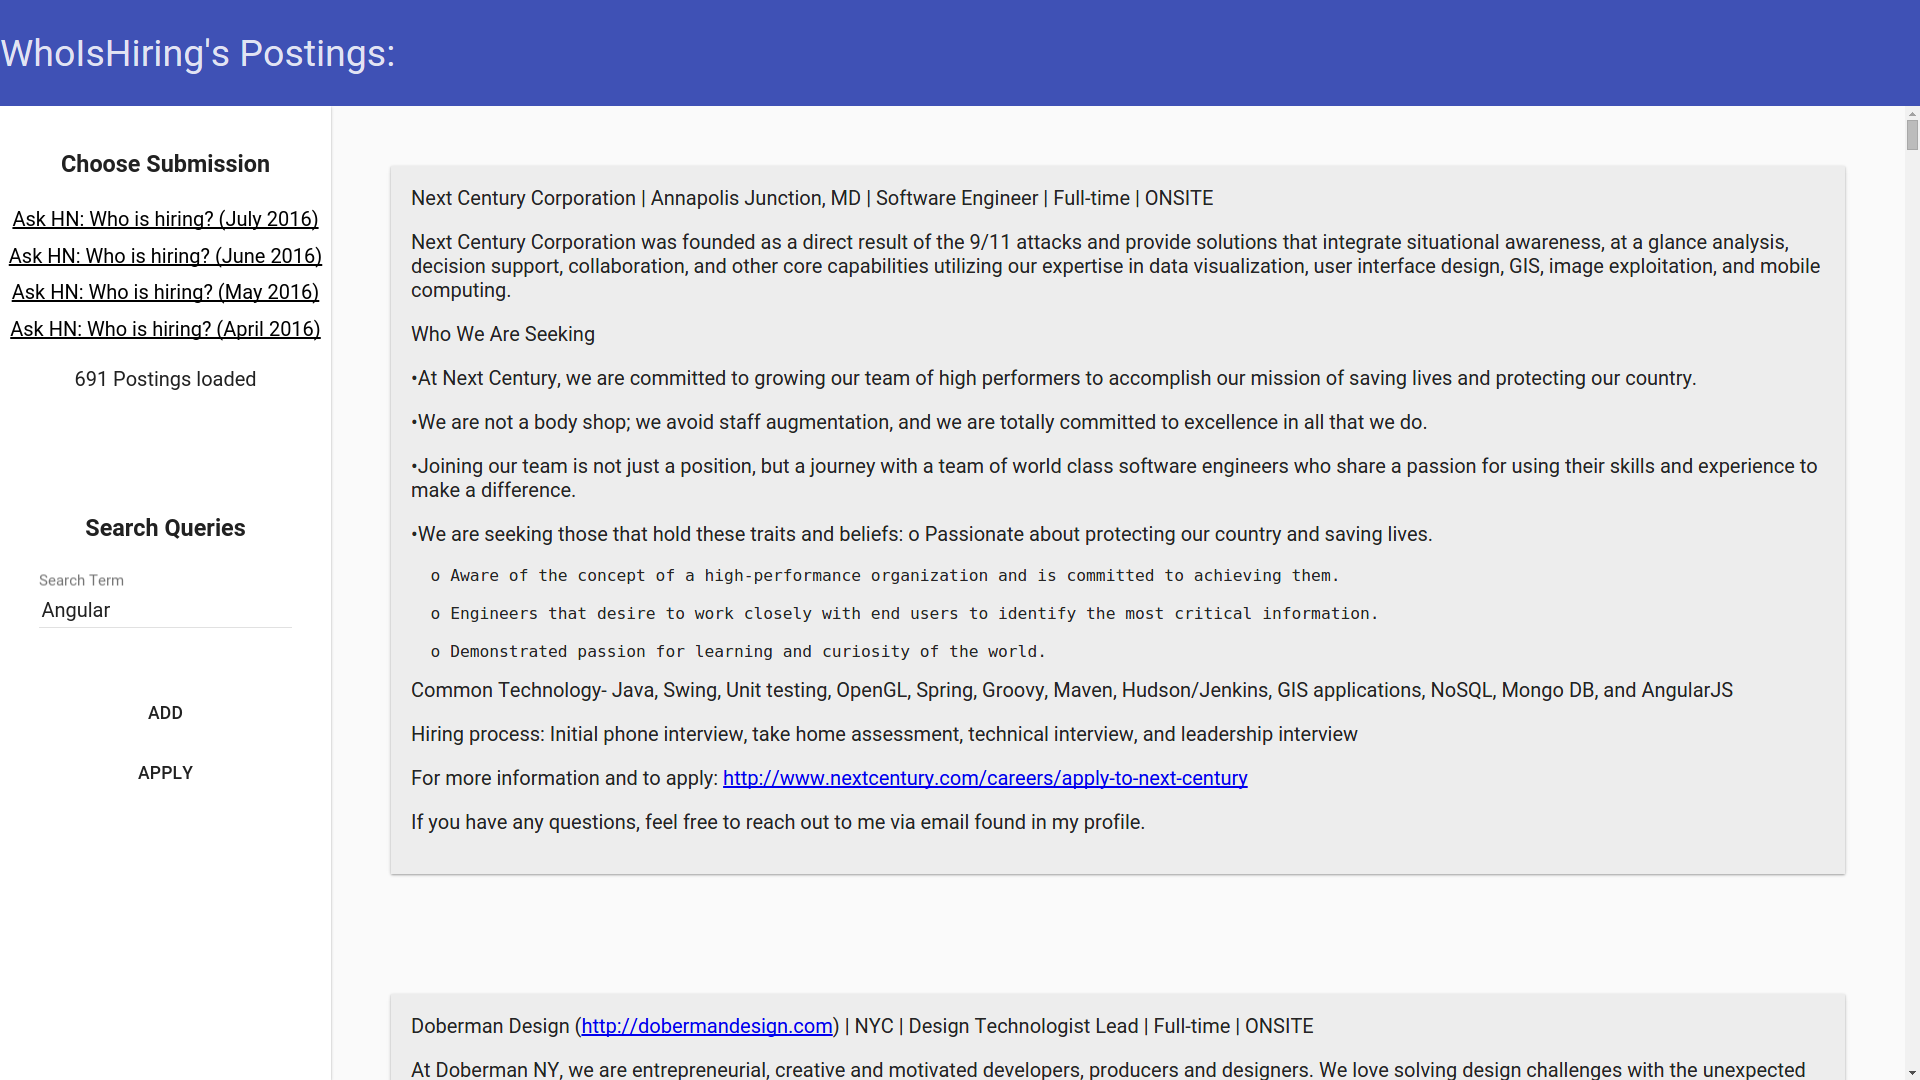 WhoIsHiring's Postings:
Choose Submission
Ask HN: Who is hiring? (July 2016)
Ask HN: Who is hiring? (June 2016)
Ask HN: Who is hiring? (May 2016)
Ask HN: Who is hiring? (April 2016)
691 Postings loaded
Search Queries
Search Term
Angular
ADD
APPLY
Next Century Corporation | Annapolis Junction, MD | Software Engineer | Full-time | ONSITE
Next Century Corporation was founded as a direct result of the 9/11 attacks and provide solutions that integrate situational awareness, at a glance analysis,
decision support, collaboration, and other core capabilities utilizing our expertise in data visualization, user interface design, GIS, image exploitation, and mobile
computing.
Who We Are Seeking
•At Next Century, we are committed to growing our team of high performers to accomplish our mission of saving lives and protecting our country.
•We are not a body shop; we avoid staff augmentation, and we are totally committed to excellence in all that we do.
•Joining our team is not just a position, but a journey with a team of world class software engineers who share a passion for using their skills and experience to
make a difference.
•We are seeking those that hold these traits and beliefs: o Passionate about protecting our country and saving lives.
o Aware of the concept of a high-performance organization and is committed to achieving them.
o Engineers that desire to work closely with end users to identify the most critical information.
o Demonstrated passion for learning and curiosity of the world.
Common Technology- Java, Swing, Unit testing, OpenGL, Spring, Groovy, Maven, Hudson/Jenkins, GIS applications, NoSQL, Mongo DB, and AngularJS
Hiring process: Initial phone interview, take home assessment, technical interview, and leadership interview
For more information and to apply: http://www.nextcentury.com/careers/apply-to-next-century
If you have any questions, feel free to reach out to me via email found in my profile.
Doberman Design (http://dobermandesign.com) | NYC | Design Technologist Lead | Full-time | ONSITE
At Doberman NY, we are entrepreneurial, creative and motivated developers, producers and designers. We love solving design challenges with the unexpected